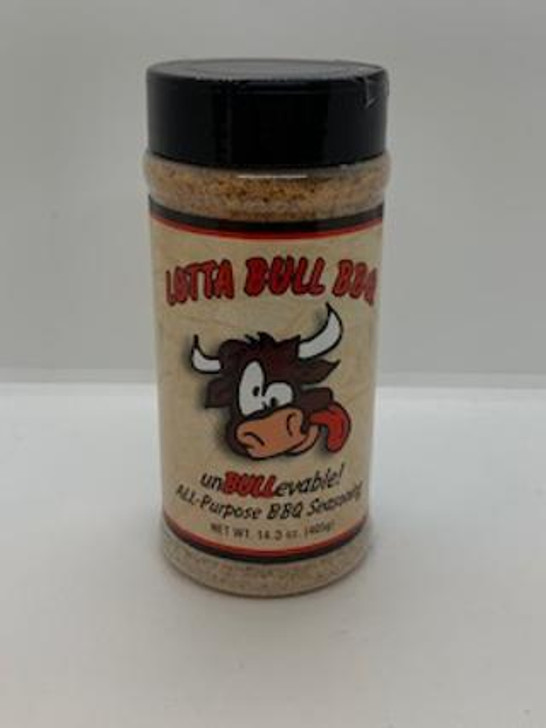 LOTTA BULL BBQ
unBULLevable!
ALL-Purpose BBQ Seasoning
NET WT. 14.3 oz. (405g)